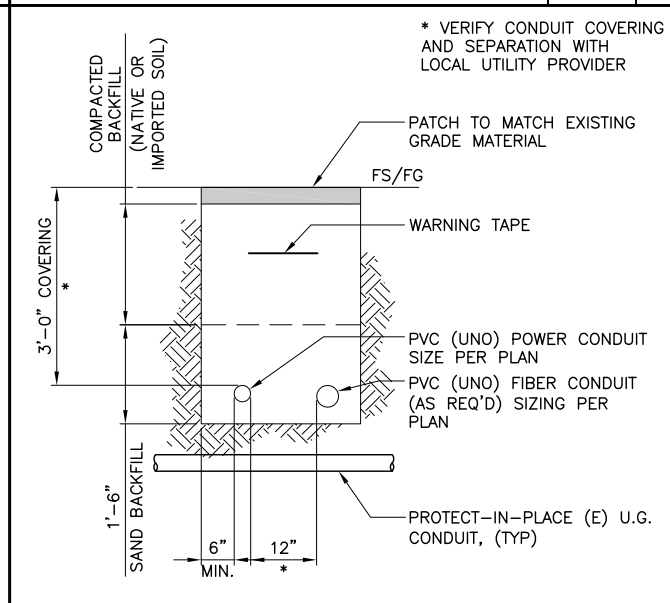 * VERIFY CONDUIT COVERING
AND SEPARATION WITH
LOCAL UTILITY PROVIDER
COMPACTED
BACKFILL
(NATIVE OR
IMPORTED SOIL)
PATCH TO MATCH EXISTING
GRADE MATERIAL
FS/FG
WARNING TAPE
3'-0" COVERING
*
PVC (UNO) POWER CONDUIT
SIZE PER PLAN
PVC (UNO) FIBER CONDUIT
(AS REQ'D) SIZING PER
PLAN
1'-6"
SAND BACKFILL
6"
MIN.
12"
*
PROTECT-IN-PLACE (E) U.G.
CONDUIT, (TYP)